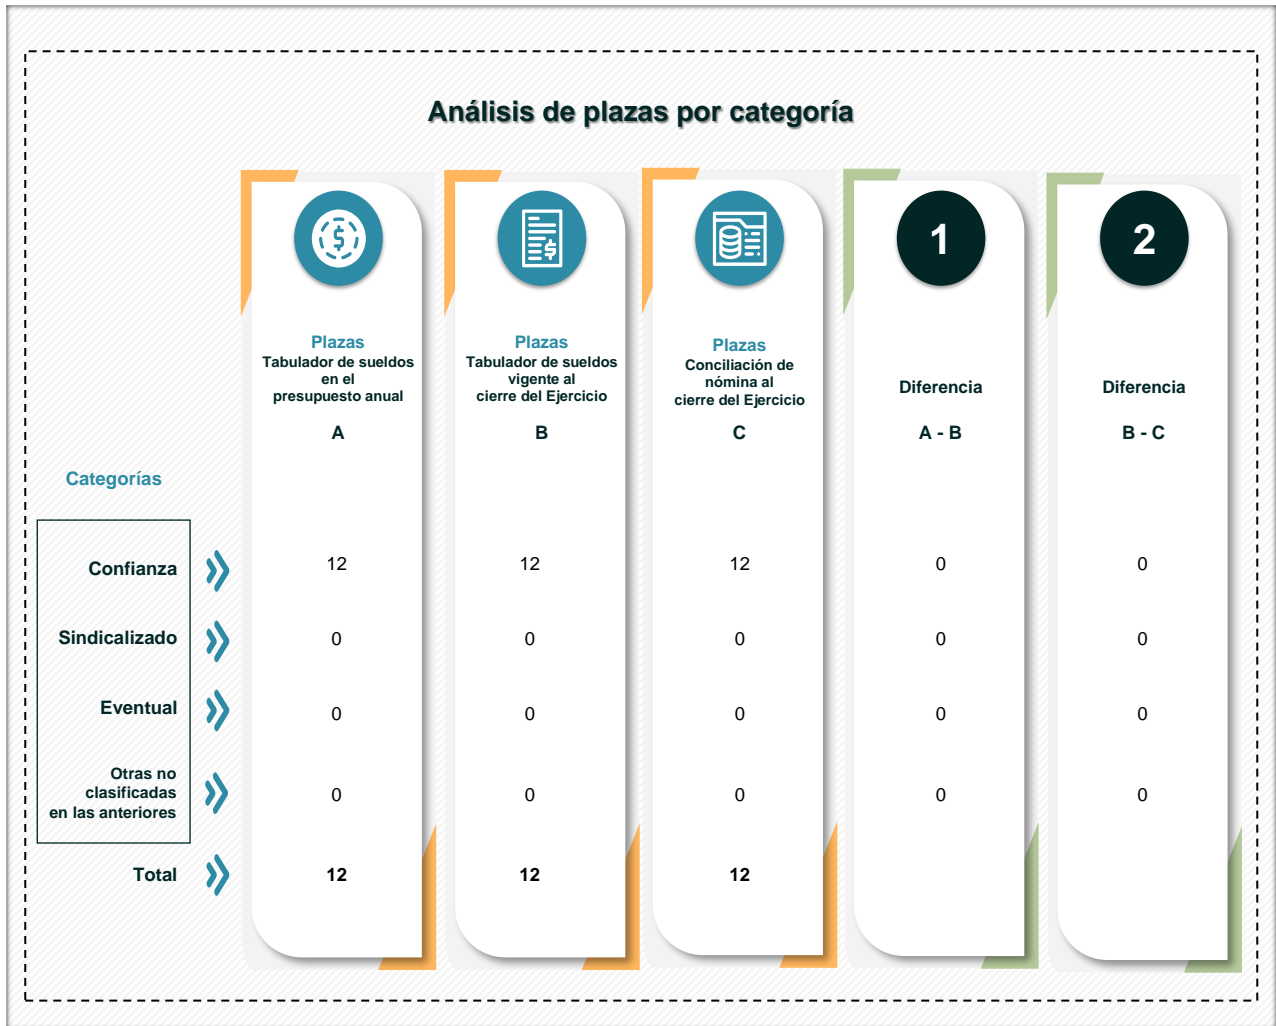 Análisis de plazas por categoría
1
2
Plazas
Tabulador de sueldos
en el
presupuesto anual
A
Plazas
Tabulador de sueldos
vigente al
cierre del Ejercicio
B
Plazas
Conciliación de
nómina al
cierre del Ejercicio
C
Diferencia
A - B
Diferencia
B - C
Categorías
Confianza 12 12 12 0 0
Sindicalizado 0 0 0 0 0
Eventual 0 0 0 0 0
Otras no
clasificadas
en las anteriores 0 0 0 0 0
Total 12 12 12